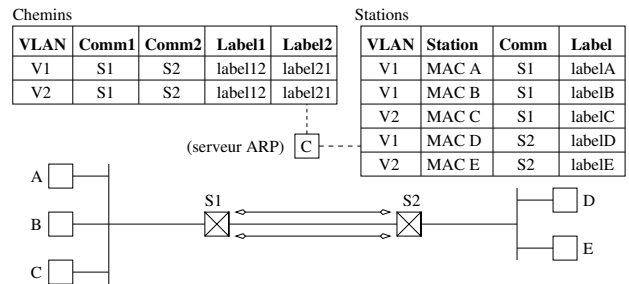 Chemins
VLAN Comm1 Comm2 Label1 Label2
V1 S1 S2 label12 label21
V2 S1 S2 label12 label21
Stations
VLAN Station Comm Label
V1 MAC A S1 labelA
V1 MAC B S1 labelB
V2 MAC C S1 labelC
V1 MAC D S2 labelD
V2 MAC E S2 labelE
(serveur ARP) C
A
B
C
S1
S2
D
E